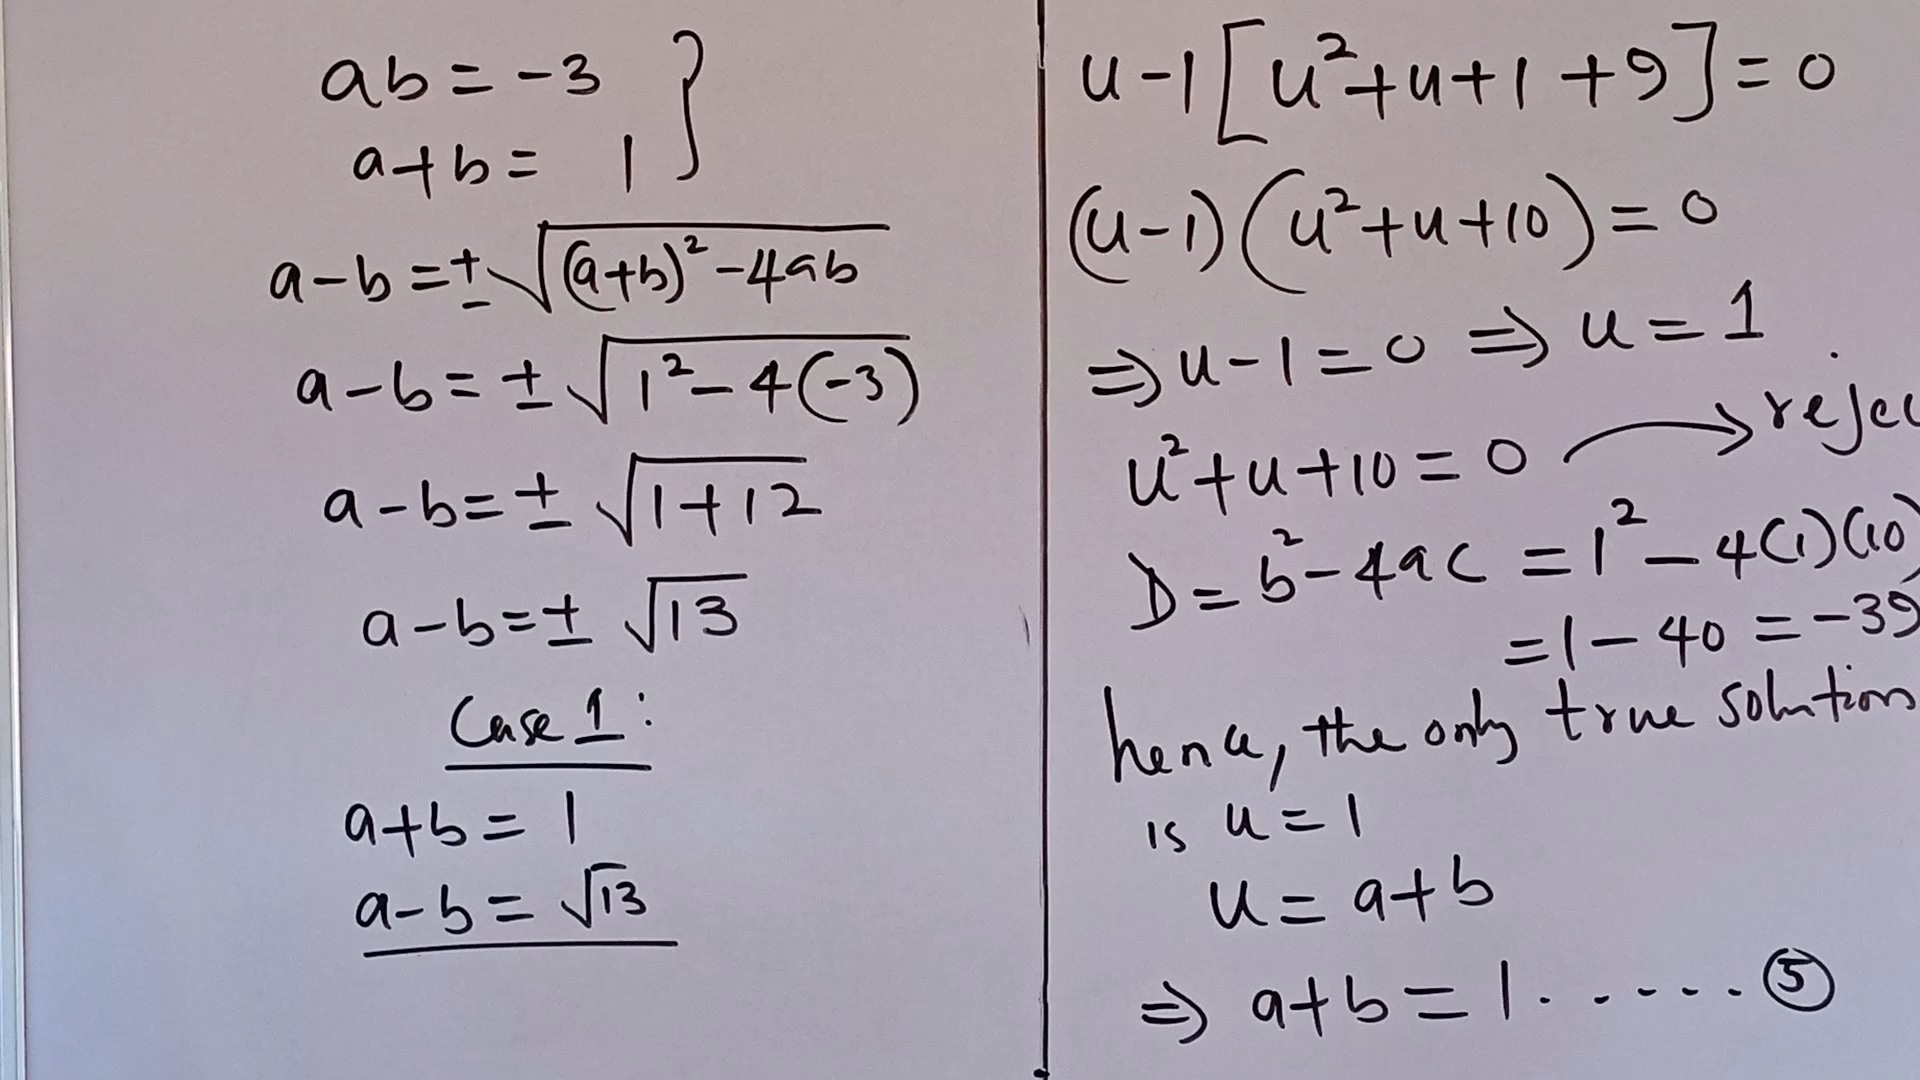 ab = -3
a+b = 1 }
a-b = ± √((a+b)² - 4ab)
a-b = ± √(1² - 4(-3))
a-b = ± √(1+12)
a-b = ± √13
Case 1:
a+b = 1
a-b = √13
u-1[u²+u+1+9] = 0
(u-1)(u²+u+10) = 0
⇒ u-1 = 0 ⇒ u = 1
u²+u+10 = 0 → rejec
D = b²-4ac = 1² - 4(1)(10)
= 1 - 40 = -39
hence, the only true solution
is u = 1
u = a+b
⇒ a+b = 1 . . . . . . ⑤